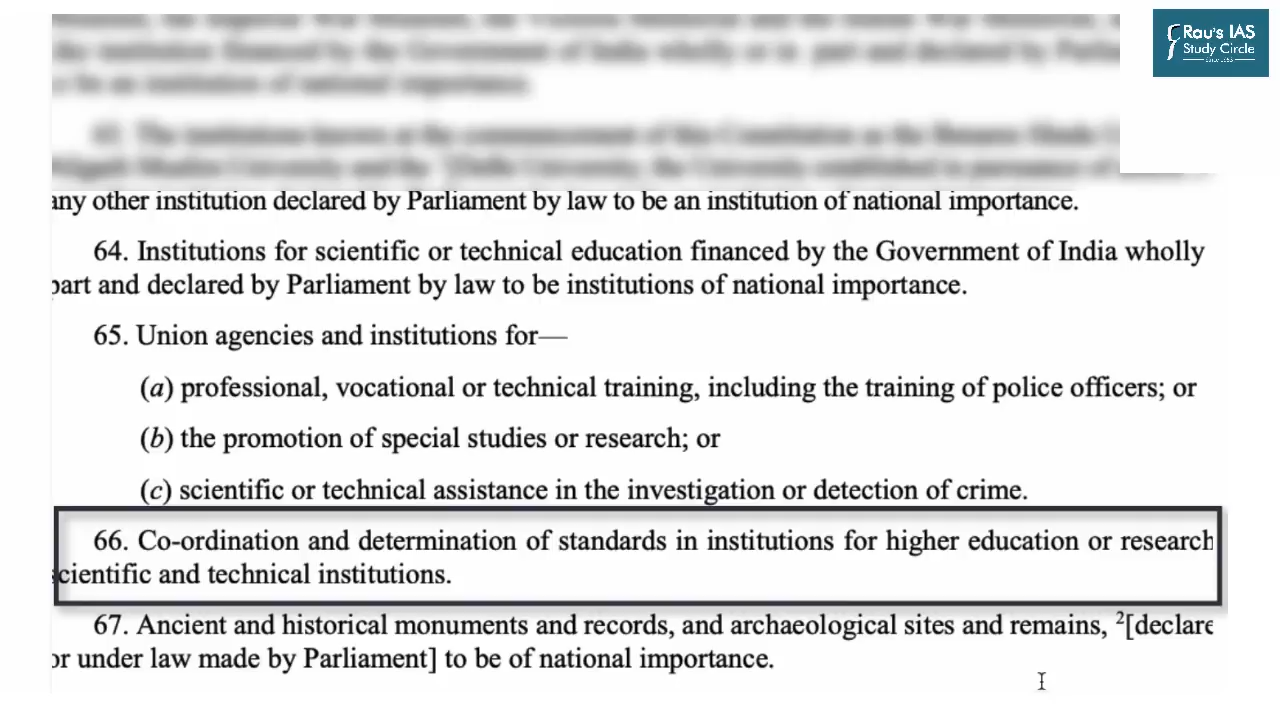 Rau's IAS
Study Circle
Since 1953
any other institution declared by Parliament by law to be an institution of national importance.
64. Institutions for scientific or technical education financed by the Government of India wholly
part and declared by Parliament by law to be institutions of national importance.
65. Union agencies and institutions for—
(a) professional, vocational or technical training, including the training of police officers; or
(b) the promotion of special studies or research; or
(c) scientific or technical assistance in the investigation or detection of crime.
66. Co-ordination and determination of standards in institutions for higher education or research
scientific and technical institutions.
67. Ancient and historical monuments and records, and archaeological sites and remains, ²[declare
or under law made by Parliament] to be of national importance.